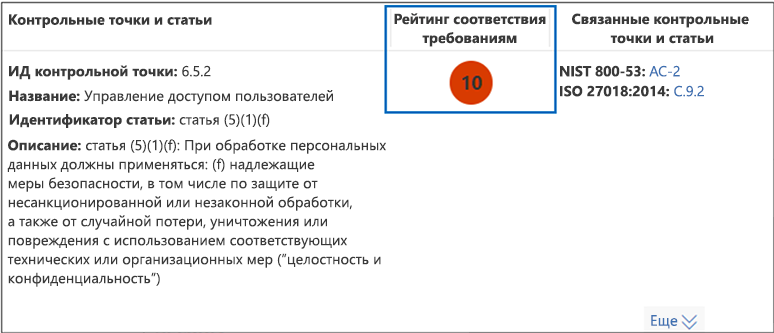 Контрольные точки и статьи
Рейтинг соответствия
требованиям
Связанные контрольные
точки и статьи
ИД контрольной точки: 6.5.2
Название: Управление доступом пользователей
Идентификатор статьи: статья (5)(1)(f)
Описание: статья (5)(1)(f): При обработке персональных
данных должны применяться: (f) надлежащие
меры безопасности, в том числе по защите от
несанкционированной или незаконной обработки,
а также от случайной потери, уничтожения или
повреждения с использованием соответствующих
технических или организационных мер ("целостность и
конфиденциальность")
10
NIST 800-53: AC-2
ISO 27018:2014: C.9.2
Еще